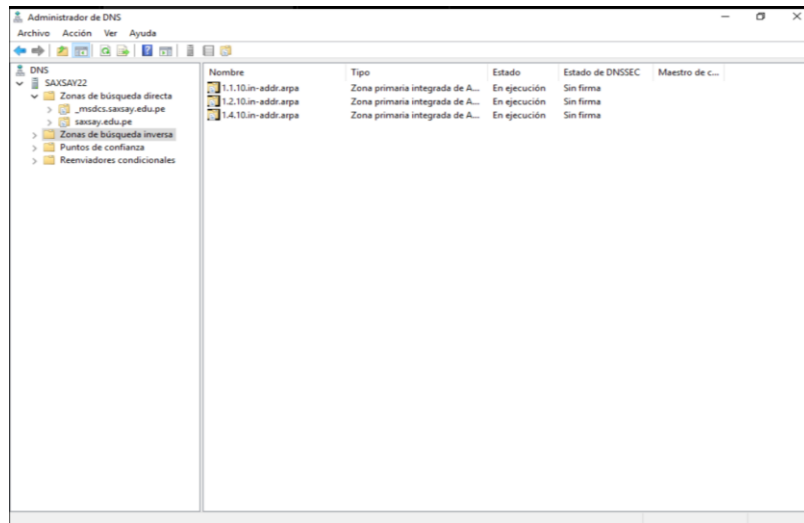 Administrador de DNS
Archivo Acción Ver Ayuda
DNS
SAXSAY22
Zonas de búsqueda directa
_msdcs.saxsay.edu.pe
saxsay.edu.pe
Zonas de búsqueda inversa
Puntos de confianza
Reenviadores condicionales
Nombre Tipo Estado Estado de DNSSEC Maestro de c...
1.1.10.in-addr.arpa Zona primaria integrada de A... En ejecución Sin firma
1.2.10.in-addr.arpa Zona primaria integrada de A... En ejecución Sin firma
1.4.10.in-addr.arpa Zona primaria integrada de A... En ejecución Sin firma